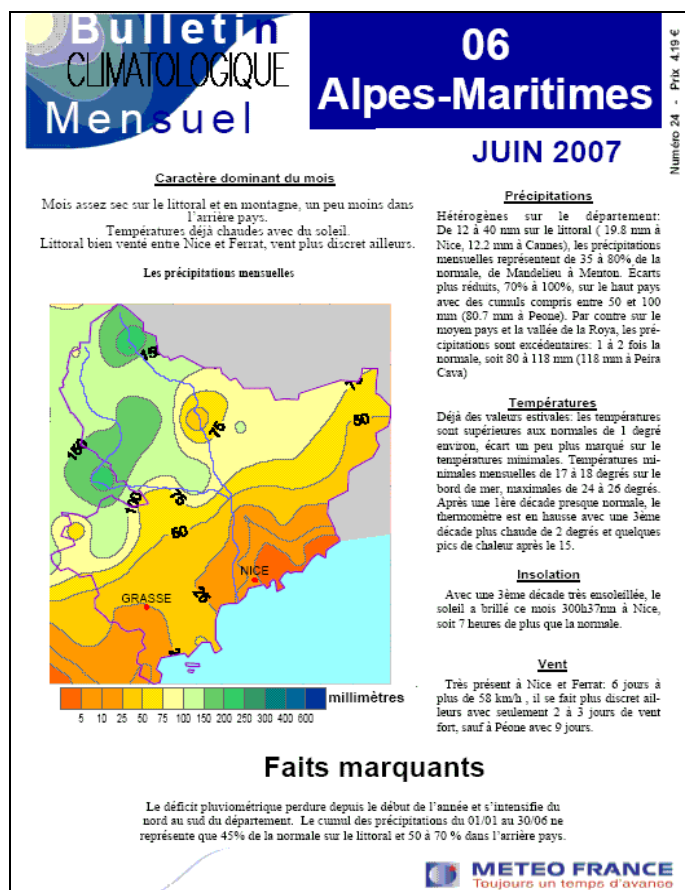 Bulletin
CLIMATOLOGIQUE
Mensuel
06
Alpes-Maritimes
Numéro 24 - Prix 4.19 €
JUIN 2007
Caractère dominant du mois
Mois assez sec sur le littoral et en montagne, un peu moins dans
l'arrière pays.
Températures déjà chaudes avec du soleil.
Littoral bien venté entre Nice et Ferrat, vent plus discret ailleurs.
Les précipitations mensuelles
150
75
50
150
100
75
50
25
NICE
GRASSE
millimètres
5 10 25 50 75 100 150 200 250 300 400 600
Précipitations
Hétérogènes sur le département:
De 12 à 40 mm sur le littoral ( 19.8 mm à
Nice, 12.2 mm à Cannes), les précipitations
mensuelles représentent de 35 à 80% de la
normale, de Mandelieu à Menton. Écarts
plus réduits, 70% à 100%, sur le haut pays
avec des cumuls compris entre 50 et 100
mm (80.7 mm à Peone). Par contre sur le
moyen pays et la vallée de la Roya, les pré-
cipitations sont excédentaires: 1 à 2 fois la
normale, soit 80 à 118 mm (118 mm à Peira
Cava)
Températures
Déjà des valeurs estivales: les températures
sont supérieures aux normales de 1 degré
environ, écart un peu plus marqué sur le
températures minimales. Températures mi-
nimales mensuelles de 17 à 18 degrés sur le
bord de mer, maximales de 24 à 26 degrés.
Après une 1ère décade presque normale, le
thermomètre est en hausse avec une 3ème
décade plus chaude de 2 degrés et quelques
pics de chaleur après le 15.
Insolation
Avec une 3ème décade très ensoleillée, le
soleil a brillé ce mois 300h37mn à Nice,
soit 7 heures de plus que la normale.
Vent
Très présent à Nice et Ferrat: 6 jours à
plus de 58 km/h , il se fait plus discret ail-
leurs avec seulement 2 à 3 jours de vent
fort, sauf à Péone avec 9 jours.
Faits marquants
Le déficit pluviométrique perdure depuis le début de l'année et s'intensifie du
nord au sud du département. Le cumul des précipitations du 01/01 au 30/06 ne
représente que 45% de la normale sur le littoral et 50 à 70 % dans l'arrière pays.
METEO FRANCE
Toujours un temps d'avance